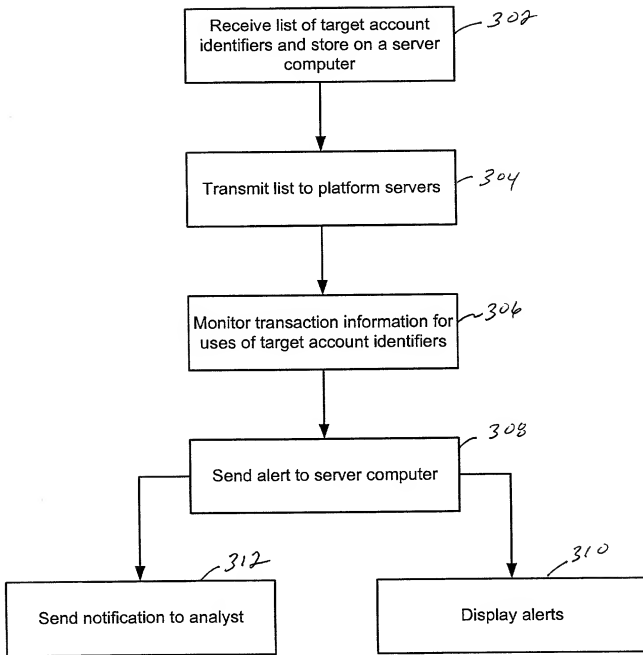 Receive list of target account
identifiers and store on a server
computer
302
Transmit list to platform servers
304
Monitor transaction information for
uses of target account identifiers
306
Send alert to server computer
308
312
Send notification to analyst
310
Display alerts